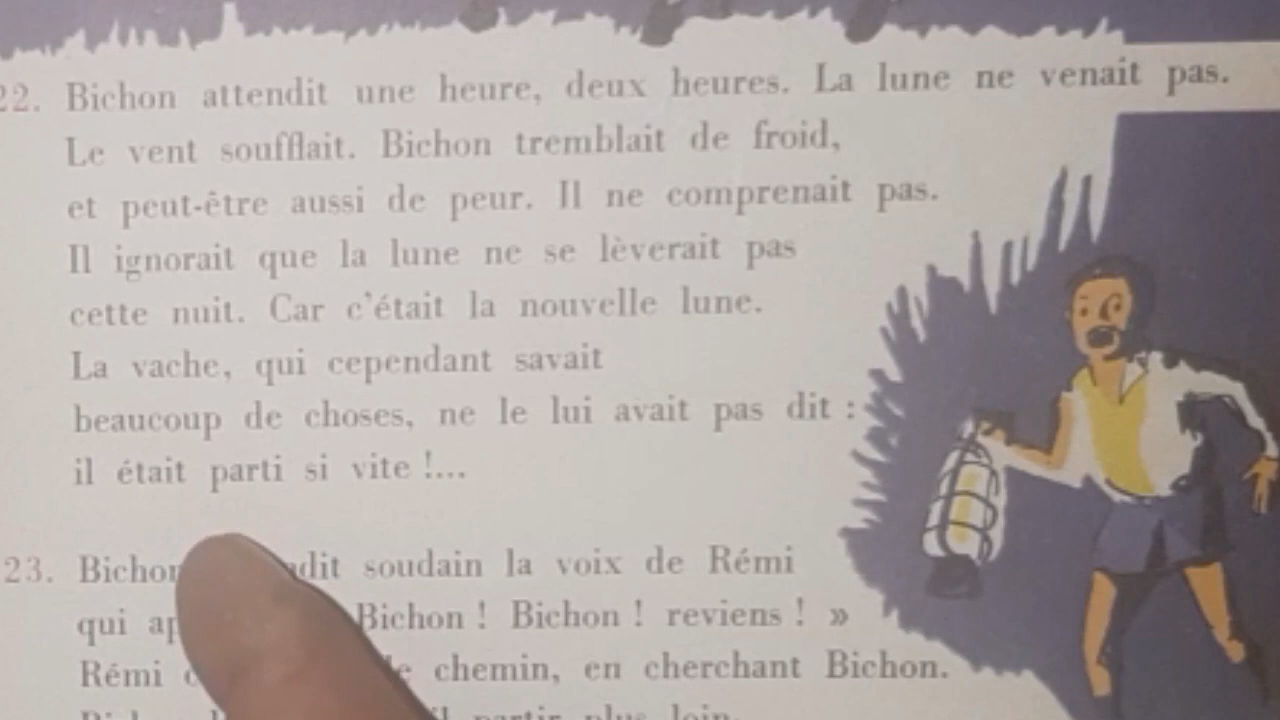 22. Bichon attendit une heure, deux heures. La lune ne venait pas.
Le vent soufflait. Bichon tremblait de froid,
et peut-être aussi de peur. Il ne comprenait pas.
Il ignorait que la lune ne se lèverait pas
cette nuit. Car c'était la nouvelle lune.
La vache, qui cependant savait
beaucoup de choses, ne le lui avait pas dit :
il était parti si vite !...
23. Bichon soudain la voix de Rémi
qui Bichon ! Bichon ! reviens ! »
Rémi chemin, en cherchant Bichon.
partir plus loin.